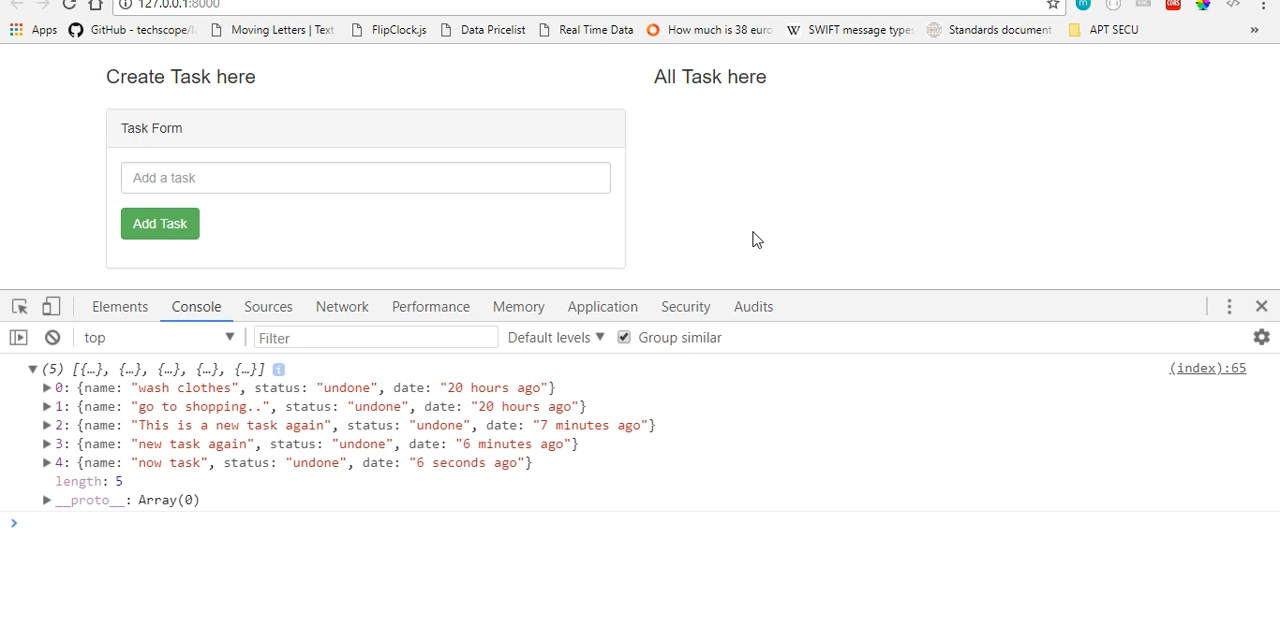 127.0.0.1:8000
Apps GitHub - techscope/ Moving Letters | Text FlipClock.js Data Pricelist Real Time Data How much is 38 euro SWIFT message type: Standards document APT SECU »
Create Task here
All Task here
Task Form
Add a task
Add Task
Elements Console Sources Network Performance Memory Application Security Audits
top Filter Default levels Group similar
(5) [{…}, {…}, {…}, {…}, {…}] (index):65
0: {name: "wash clothes", status: "undone", date: "20 hours ago"}
1: {name: "go to shopping..", status: "undone", date: "20 hours ago"}
2: {name: "This is a new task again", status: "undone", date: "7 minutes ago"}
3: {name: "new task again", status: "undone", date: "6 minutes ago"}
4: {name: "now task", status: "undone", date: "6 seconds ago"}
length: 5
__proto__: Array(0)